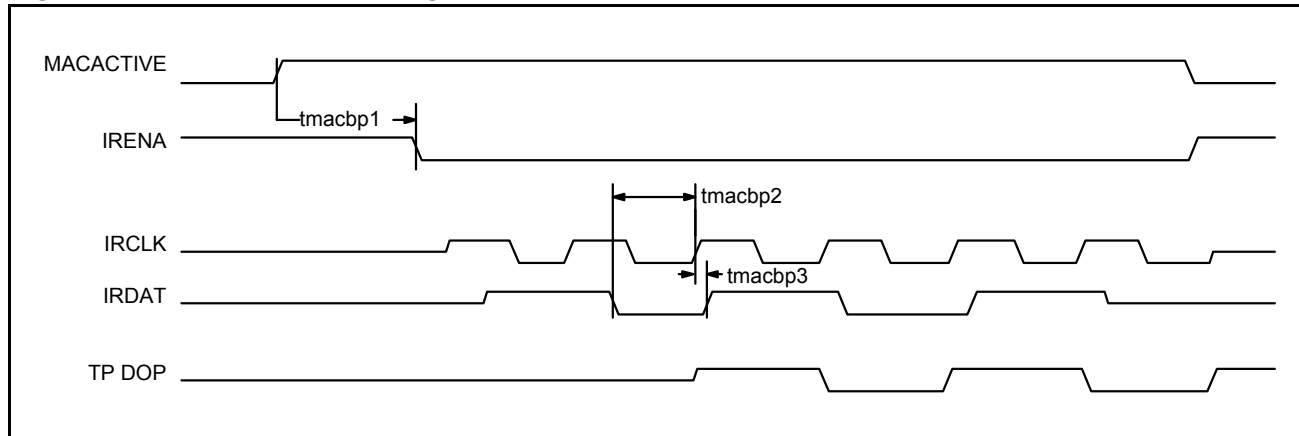 MACACTIVE
tmacbp1
IRENA
tmacbp2
IRCLK
tmacbp3
IRDAT
TP DOP